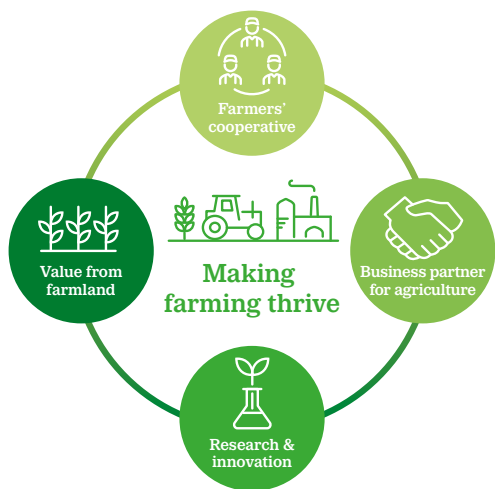 Farmers’
cooperative
Value from
farmland
Making
farming thrive
Business partner
for agriculture
Research &
innovation